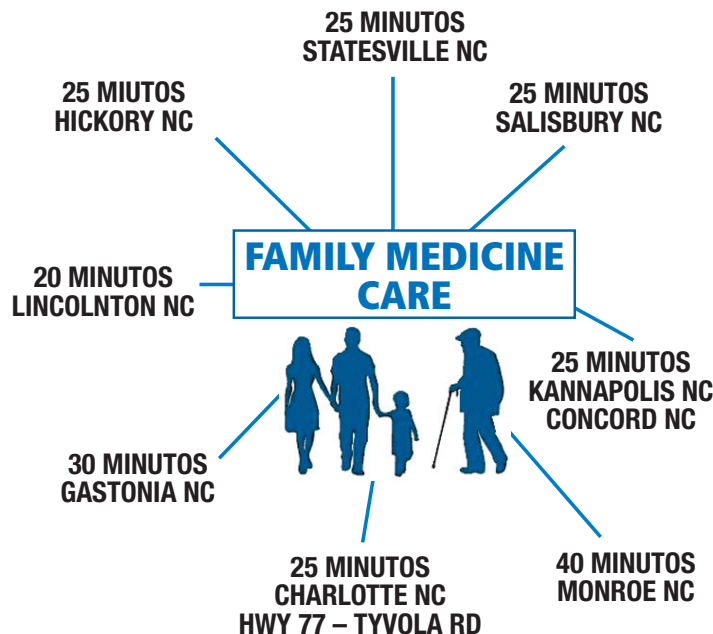 25 MINUTOS
STATESVILLE NC
25 MIUTOS
HICKORY NC
25 MINUTOS
SALISBURY NC
FAMILY MEDICINE
CARE
20 MINUTOS
LINCOLNTON NC
25 MINUTOS
KANNAPOLIS NC
CONCORD NC
30 MINUTOS
GASTONIA NC
25 MINUTOS
CHARLOTTE NC
HWY 77 – TYVOLA RD
40 MINUTOS
MONROE NC